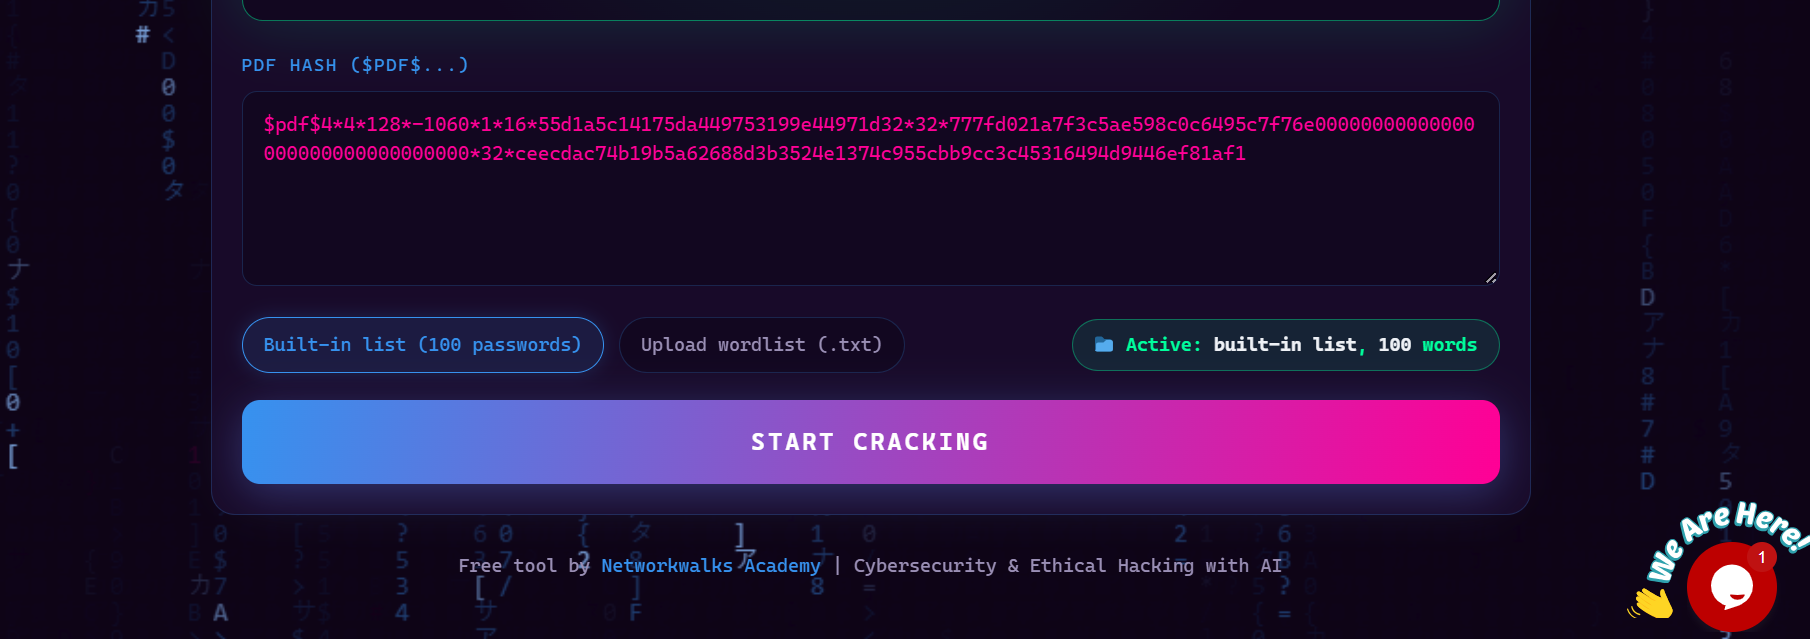 PDF HASH ($PDF$...)
$pdf$4*4*128*-1060*1*16*55d1a5c14175da449753199e44971d32*32*777fd021a7f3c5ae598c0c6495c7f76e00000000000000
000000000000000000*32*ceecdac74b19b5a62688d3b3524e1374c955cbb9cc3c45316494d9446ef81af1
Built-in list (100 passwords)
Upload wordlist (.txt)
Active: built-in list, 100 words
START CRACKING
We Are Here!
1
Free tool by Networkwalks Academy | Cybersecurity & Ethical Hacking with AI